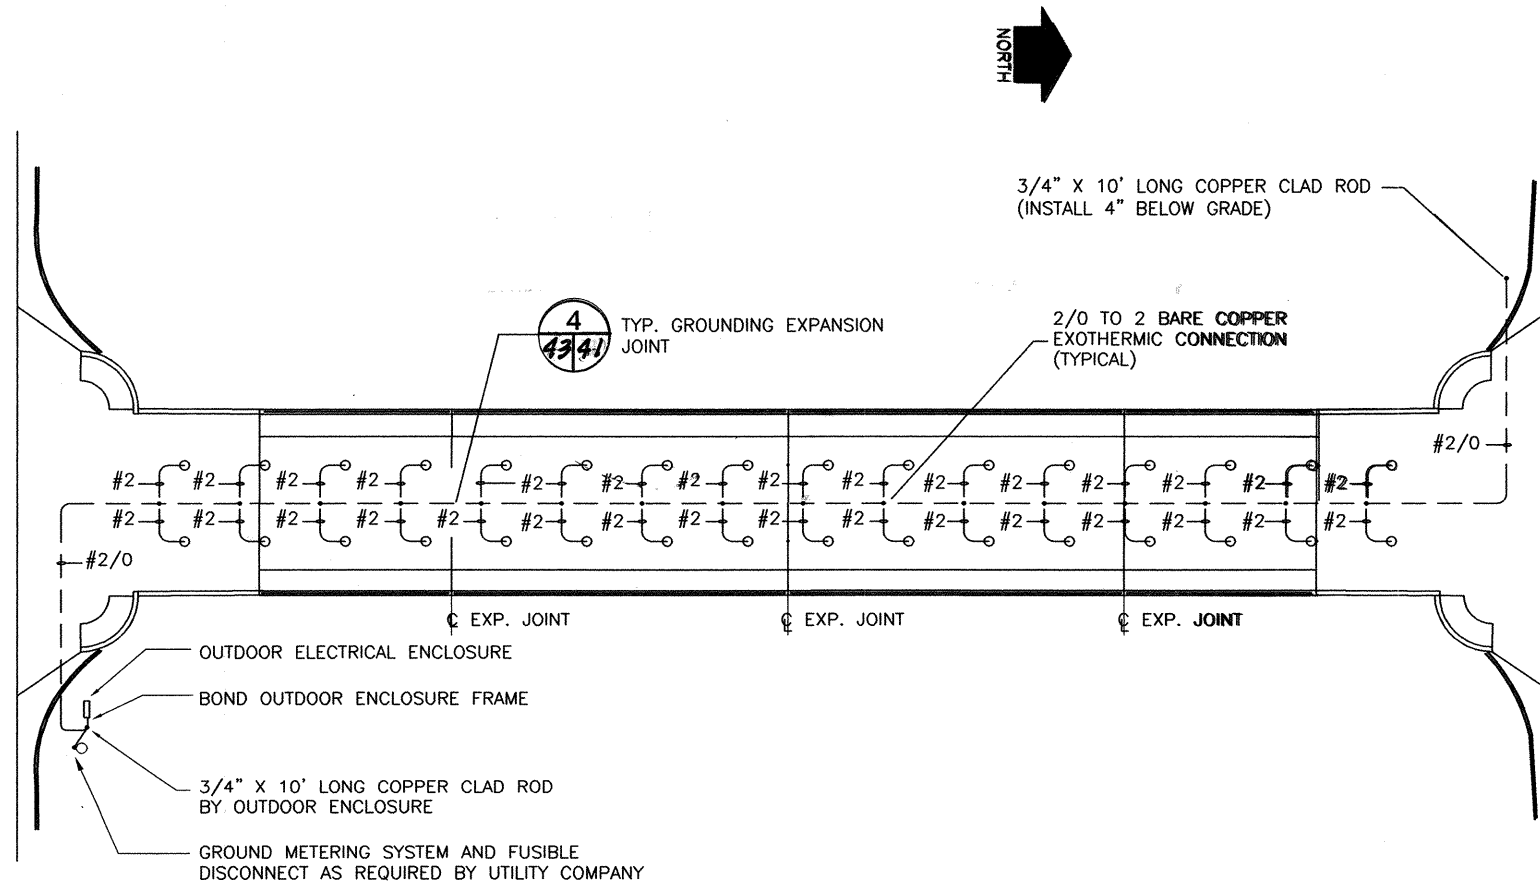 NORTH
3/4" X 10' LONG COPPER CLAD ROD
(INSTALL 4" BELOW GRADE)
4
43 41
TYP. GROUNDING EXPANSION
JOINT
2/0 TO 2 BARE COPPER
EXOTHERMIC CONNECTION
(TYPICAL)
#2/0
#2 #2 #2 #2 #2 #2 #2 #2 #2 #2 #2 #2 #2 #2 #2
#2 #2 #2 #2 #2 #2 #2 #2 #2 #2 #2 #2 #2 #2 #2 #2
#2/0
℄ EXP. JOINT
℄ EXP. JOINT
℄ EXP. JOINT
OUTDOOR ELECTRICAL ENCLOSURE
BOND OUTDOOR ENCLOSURE FRAME
3/4" X 10' LONG COPPER CLAD ROD
BY OUTDOOR ENCLOSURE
GROUND METERING SYSTEM AND FUSIBLE
DISCONNECT AS REQUIRED BY UTILITY COMPANY